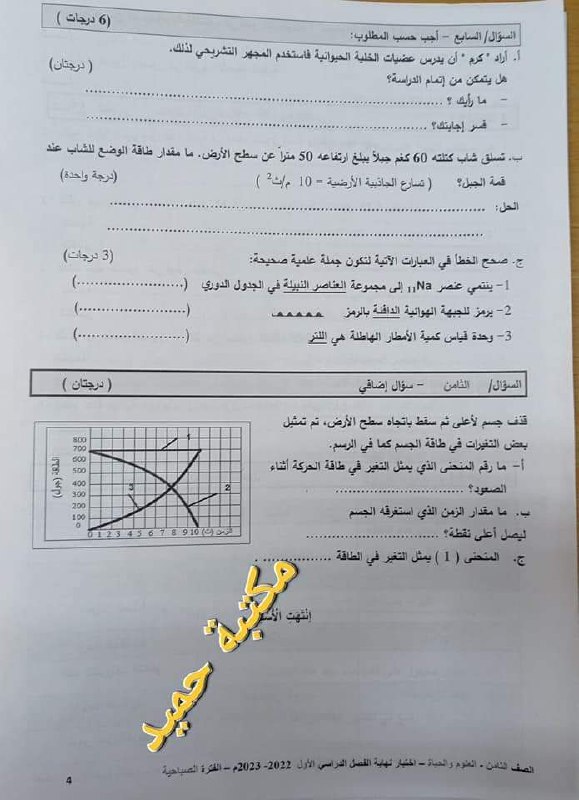 السؤال/ السابع – أجب حسب المطلوب: (6 درجات )
أ. أراد " كرم " أن يدرس عضيات الخلية الحيوانية فاستخدم المجهر التشريحي لذلك.
هل يتمكن من إتمام الدراسة؟ ( درجتان)
– ما رأيك ؟ ........................
– فسر إجابتك؟ ........................
ب. تسلق شاب كتلته 60 كغم جبلاً يبلغ ارتفاعه 50 متراً عن سطح الأرض. ما مقدار طاقة الوضع للشاب عند
قمة الجبل؟ ( تسارع الجاذبية الأرضية = 10 م/ث2 ) (درجة واحدة)
الحل: ........................
........................
ج. صحح الخطأ في العبارات الآتية لتكون جملة علمية صحيحة: (3 درجات )
1– ينتمي عنصر 11Na إلى مجموعة العناصر النبيلة في الجدول الدوري (........................)
2– يرمز للجبهة الهوائية الدافئة بالرمز (........................)
3– وحدة قياس كمية الأمطار الهاطلة هي اللتر (........................)
السؤال/ الثامن – سؤال إضافي ( درجتان )
قذف جسم لأعلى ثم سقط باتجاه سطح الأرض، تم تمثيل
بعض التغيرات في طاقة الجسم كما في الرسم.
أ– ما رقم المنحنى الذي يمثل التغير في طاقة الحركة أثناء
الصعود؟ ........................
ب. ما مقدار الزمن الذي استغرقه الجسم
ليصل أعلى نقطة؟ ........................
ج. المنحنى ( 1 ) يمثل التغير في الطاقة ................ .
الطاقة (جول)
800
700
600
500
400
300
200
100
0
1
2
3
0 1 2 3 4 5 6 7 8 9 10 الزمن (ث)
انتهت
مكتبة حميد
الصف الثامن - العلوم والحياة – اختبار نهاية الفصل الدراسي الأول 2022- 2023م – الفترة الصباحية
4